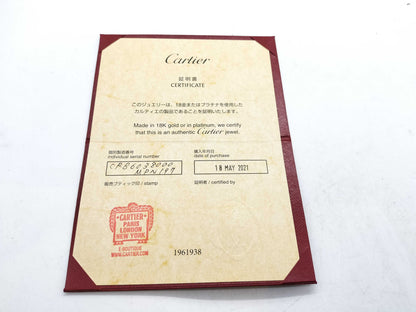 Cartier
証明書
CERTIFICATE
このジュエリーは、18金またはプラチナを使用した
カルティエの製品であることを証明いたします。
Made in 18K gold or in platinum, we certify
that this is an authentic Cartier jewel.
個別製造番号
individual serial number
購入年月日
date of purchase
CRB6038000
MDN197
18 MAY 2021
販売ブティック印 / stamp
証明者 / certified by
CARTIER
PARIS
LONDON
NEW YORK
E-BOUTIQUE
WWW.CARTIER.COM
1961938